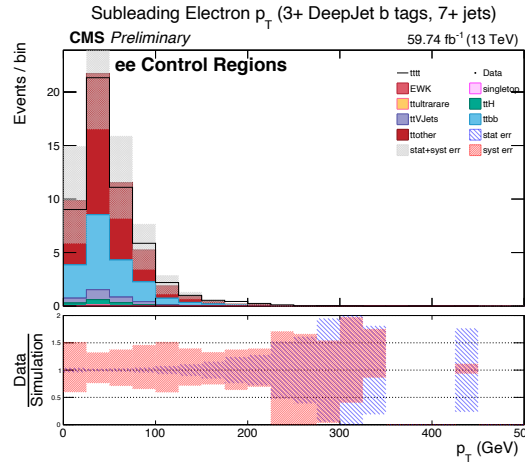 Subleading Electron p_T (3+ DeepJet b tags, 7+ jets)
CMS Preliminary 59.74 fb⁻¹ (13 TeV)
ee Control Regions
Events / bin
20
15
10
5
0
tttt Data
EWK singletop
ttultrarare ttH
ttVJets ttbb
ttother stat err
stat+syst err syst err
Data
Simulation
2
1.5
1
0.5
0
0 100 200 300 400 500
p_T (GeV)